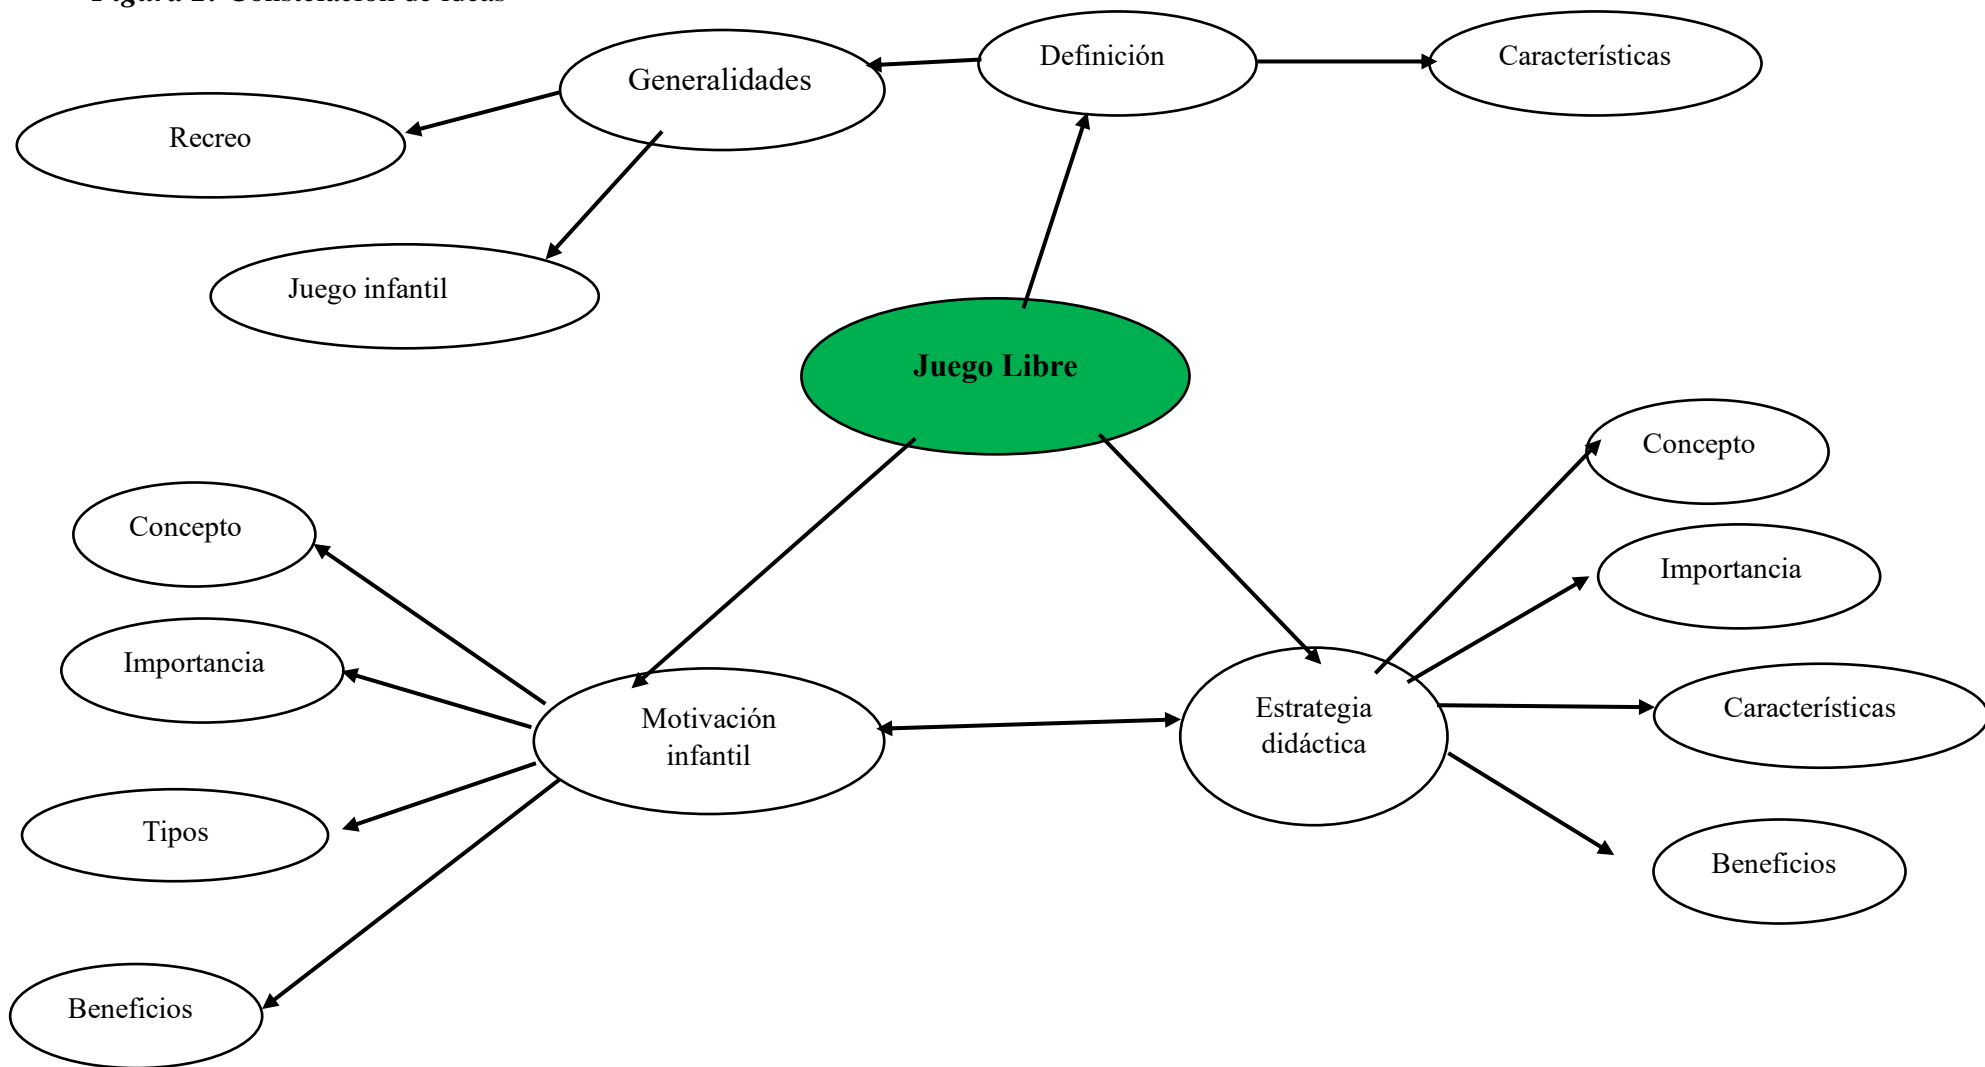 Definición
Características
Generalidades
Recreo
Juego infantil
Juego Libre
Concepto
Concepto
Importancia
Importancia
Motivación
infantil
Estrategia
didáctica
Características
Tipos
Beneficios
Beneficios